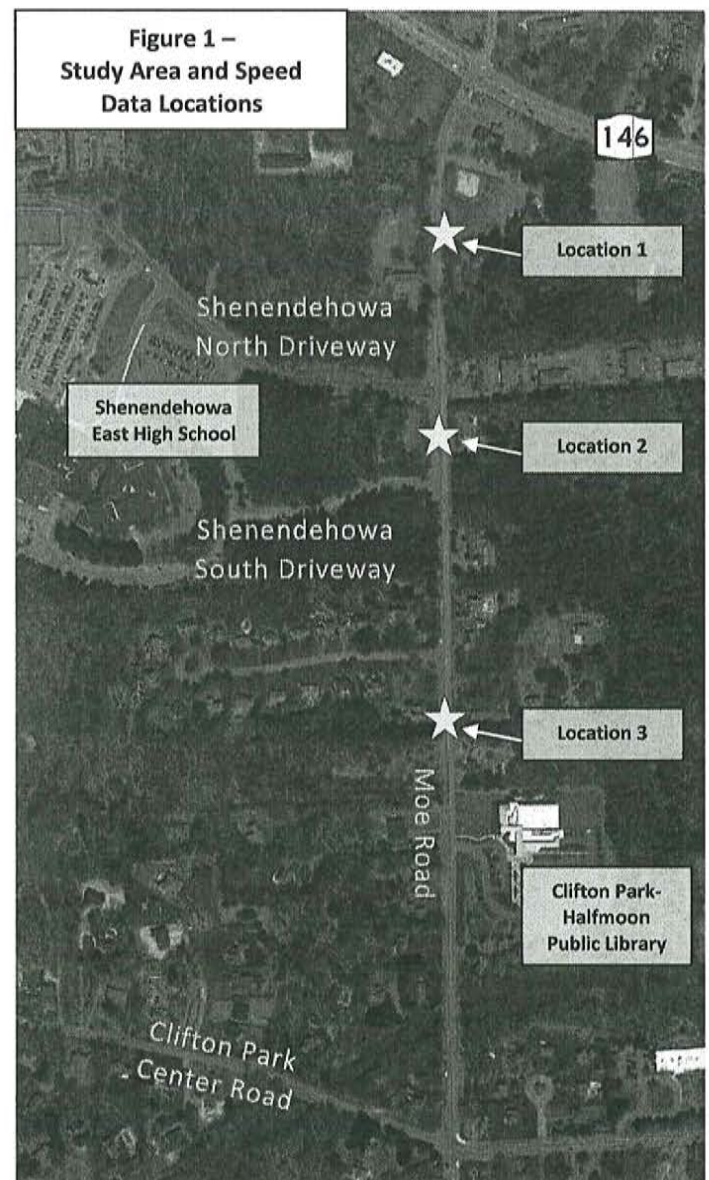 Figure 1 –
Study Area and Speed
Data Locations
146
Location 1
Shenendehowa
North Driveway
Shenendehowa
East High School
Location 2
Shenendehowa
South Driveway
Location 3
Moe Road
Clifton Park-
Halfmoon
Public Library
Clifton Park
Center Road